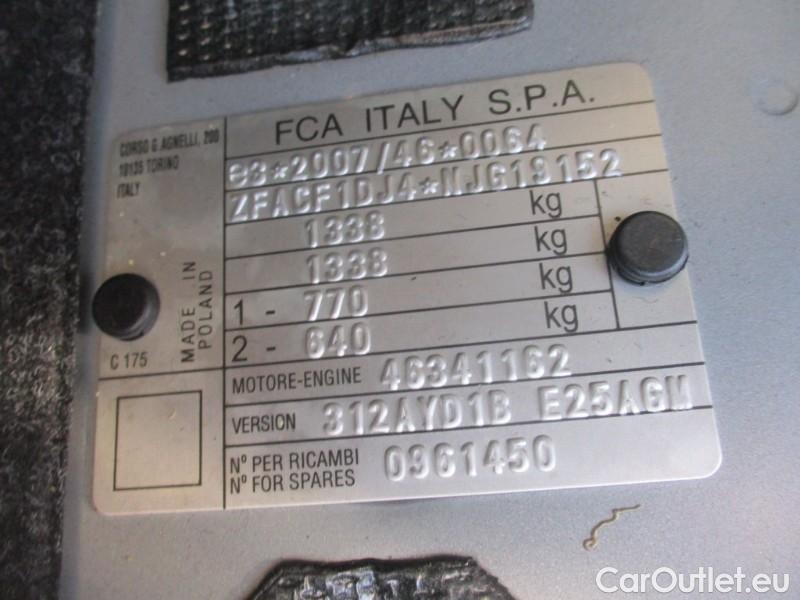 FCA ITALY S.P.A.
CORSO G. AGNELLI, 200
10135 TORINO
ITALY
e3*2007/46*0064
ZFACF1DJ4*NJG19152
1338 kg
1338 kg
1 - 770 kg
2 - 640 kg
MADE IN
POLAND
C 175
MOTORE-ENGINE 46341162
VERSION 312AYD1B E25AGM
Nº PER RICAMBI
Nº FOR SPARES 0961450
CarOutlet.eu